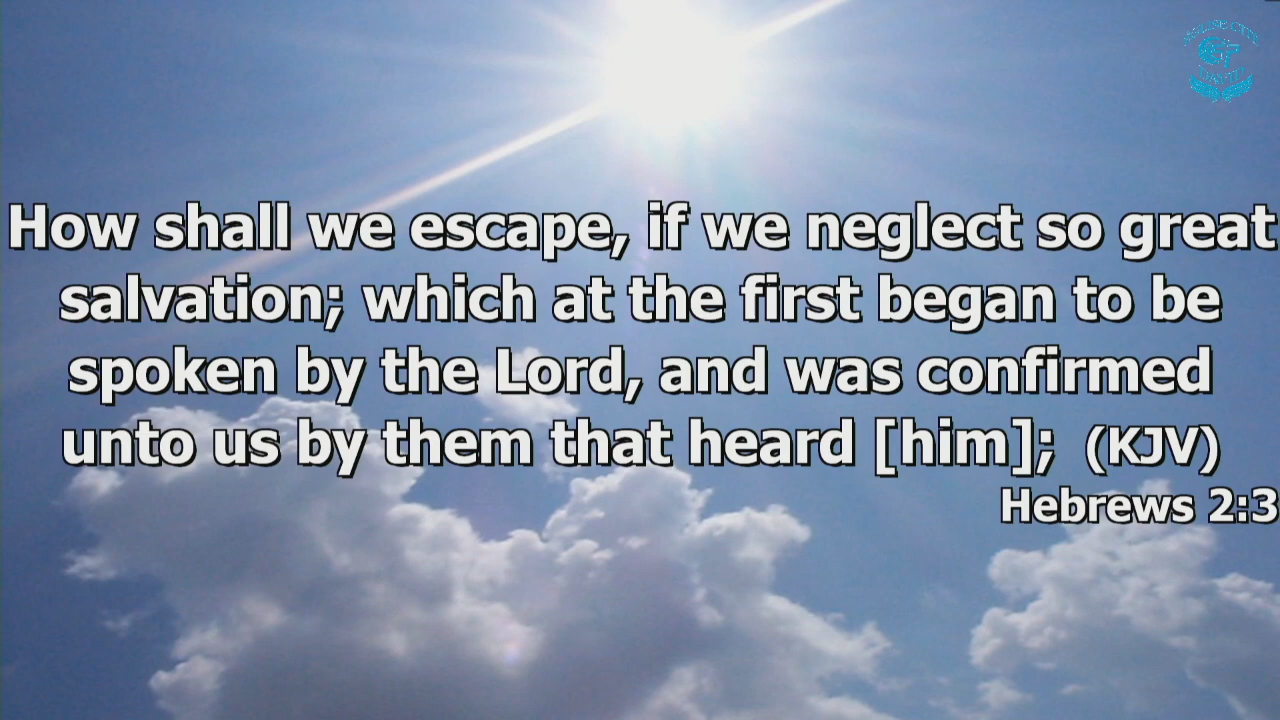 How shall we escape, if we neglect so great
salvation; which at the first began to be
spoken by the Lord, and was confirmed
unto us by them that heard [him]; (KJV)
Hebrews 2:3